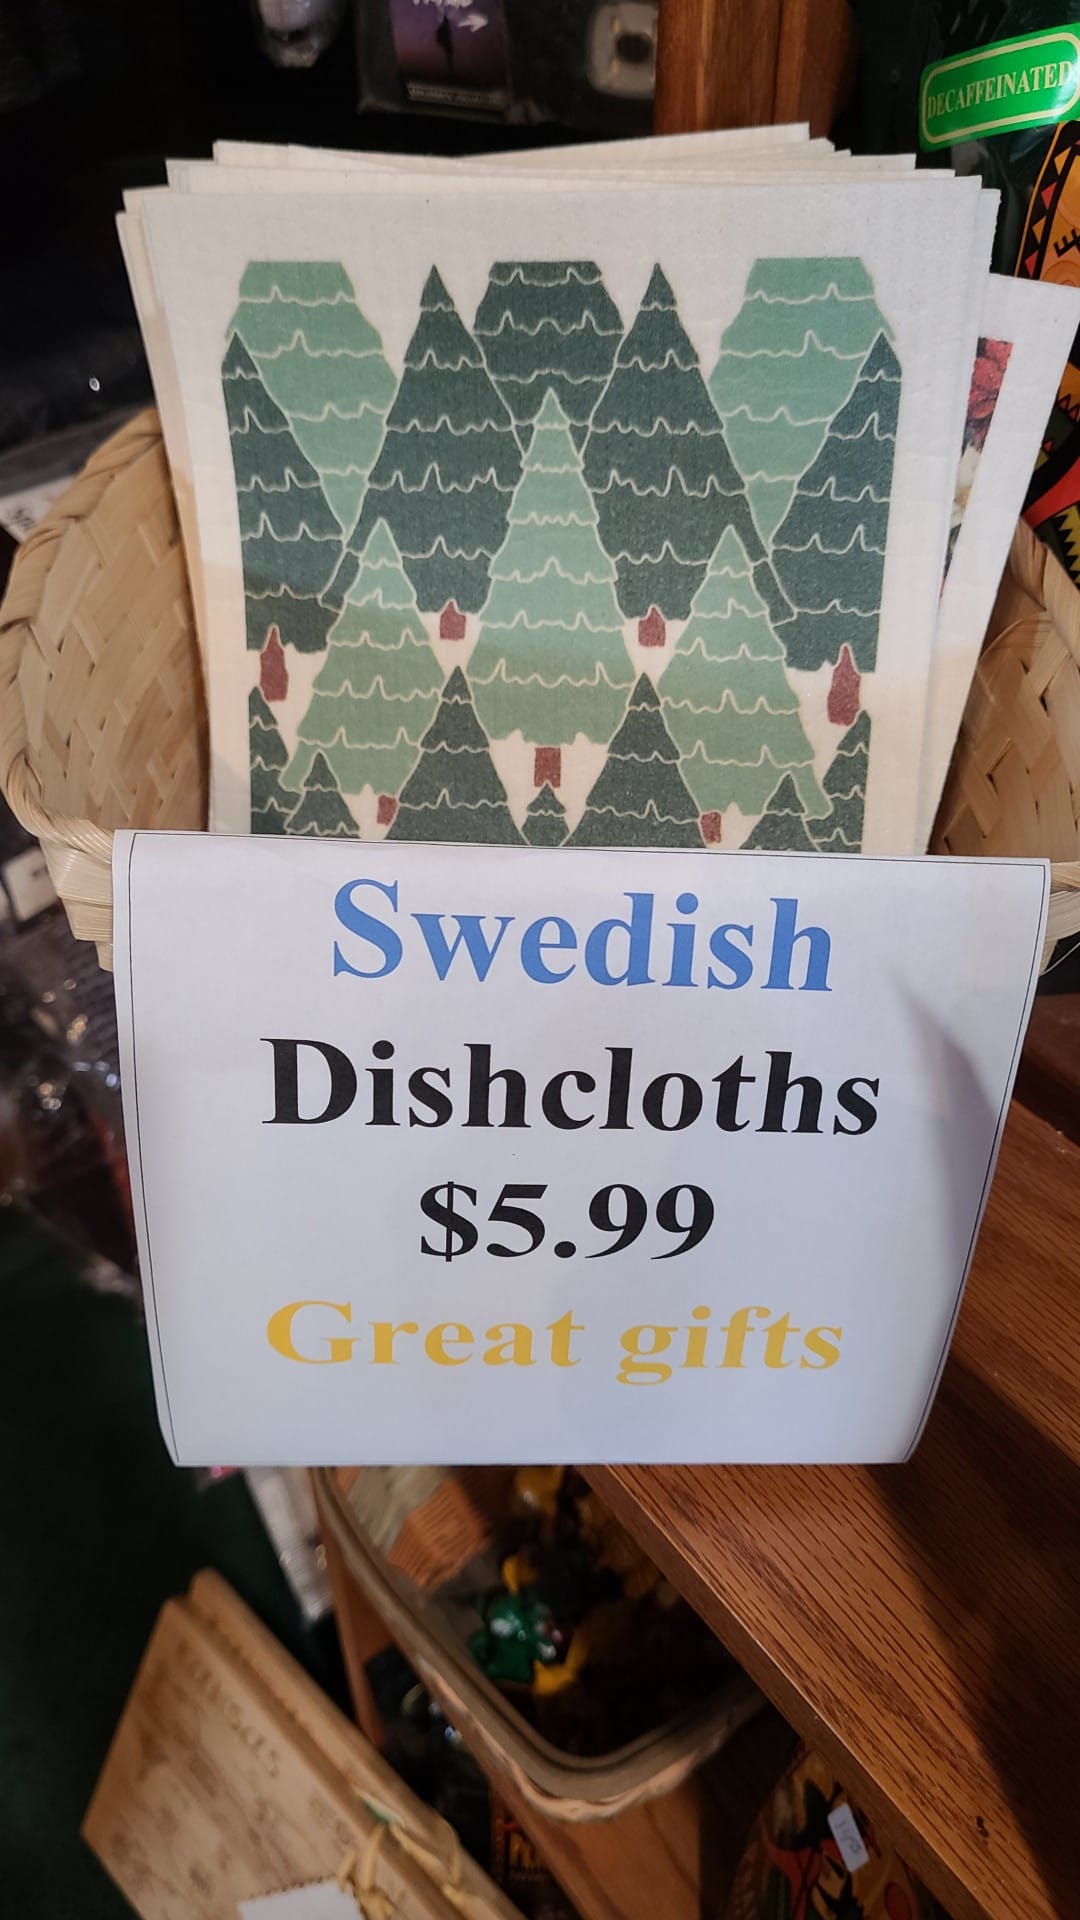 DECAFFEINATED
Swedish
Dishcloths
$5.99
Great gifts